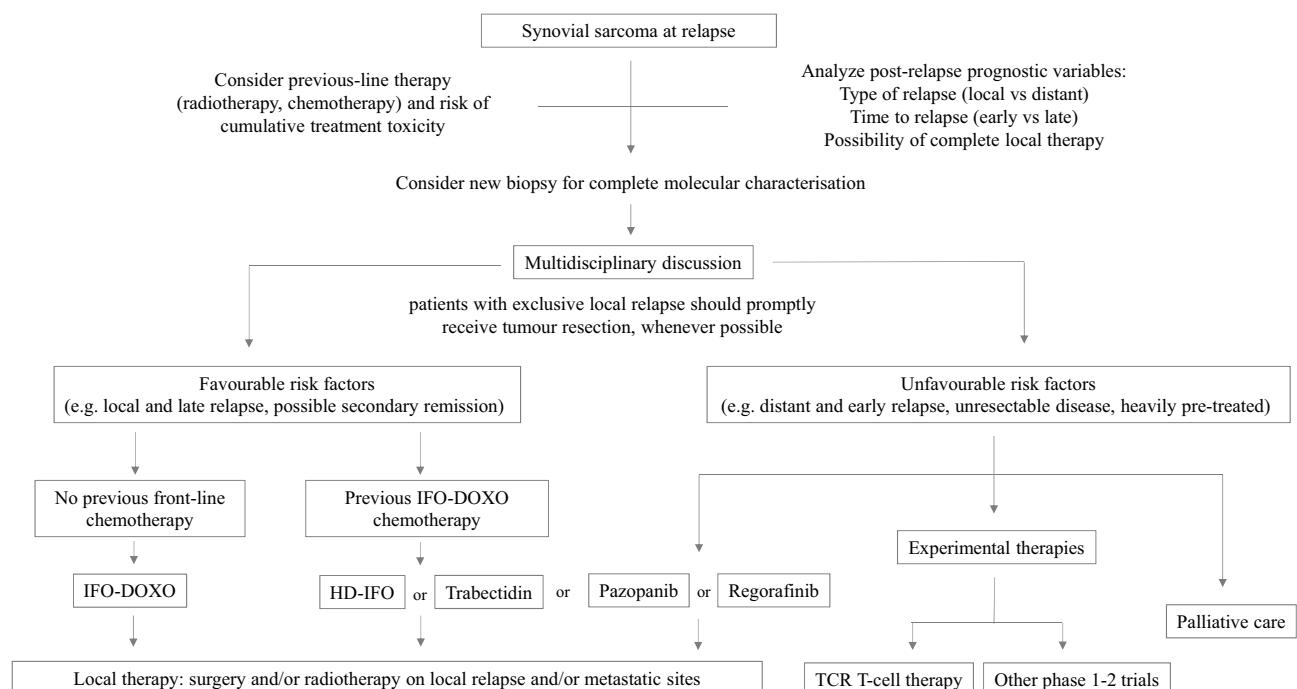 Synovial sarcoma at relapse
Consider previous-line therapy
(radiotherapy, chemotherapy) and risk of
cumulative treatment toxicity
Analyze post-relapse prognostic variables:
Type of relapse (local vs distant)
Time to relapse (early vs late)
Possibility of complete local therapy
Consider new biopsy for complete molecular characterisation
Multidisciplinary discussion
patients with exclusive local relapse should promptly
receive tumour resection, whenever possible
Favourable risk factors
(e.g. local and late relapse, possible secondary remission)
Unfavourable risk factors
(e.g. distant and early relapse, unresectable disease, heavily pre-treated)
No previous front-line
chemotherapy
Previous IFO-DOXO
chemotherapy
Experimental therapies
IFO-DOXO
HD-IFO or Trabectidin or Pazopanib or Regorafinib
Palliative care
Local therapy: surgery and/or radiotherapy on local relapse and/or metastatic sites
TCR T-cell therapy
Other phase 1-2 trials